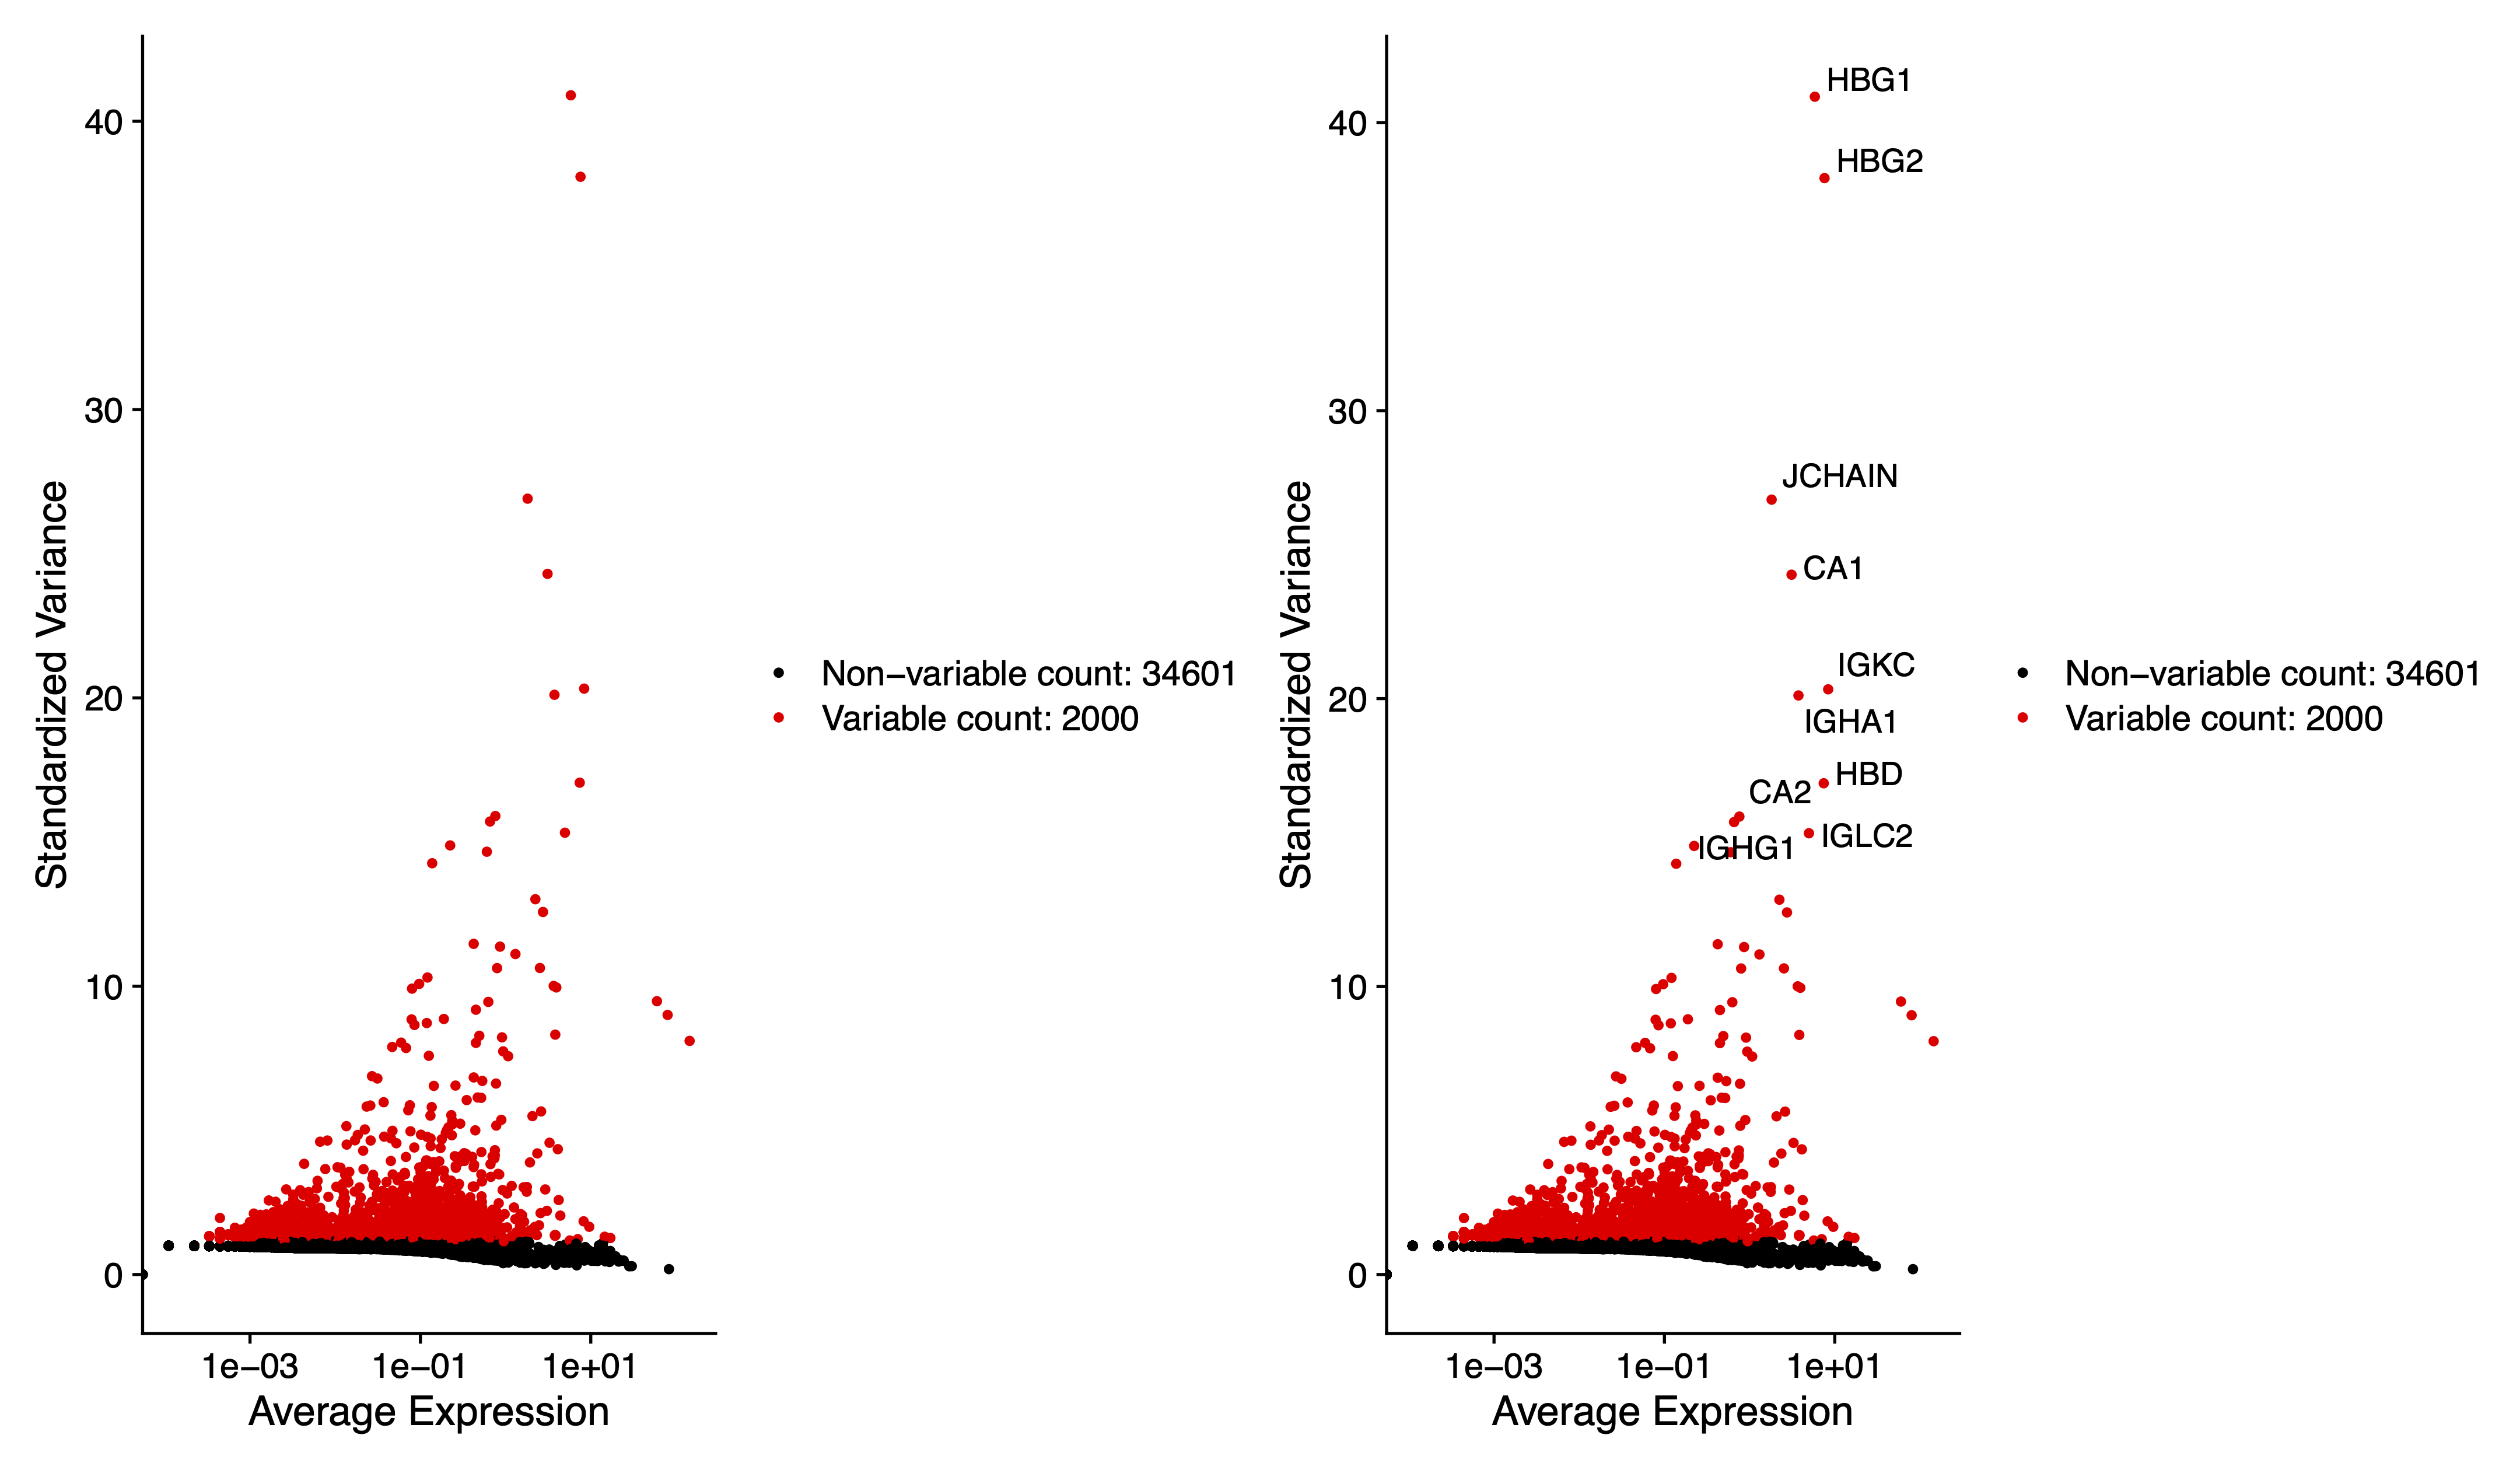 Standardized Variance
40
30
20
10
0
1e−03 1e−01 1e+01
Average Expression
Non−variable count: 34601
Variable count: 2000
Standardized Variance
40
30
20
10
0
HBG1
HBG2
JCHAIN
CA1
IGKC
IGHA1
HBD
CA2
IGLC2
IGHG1
1e−03 1e−01 1e+01
Average Expression
Non−variable count: 34601
Variable count: 2000